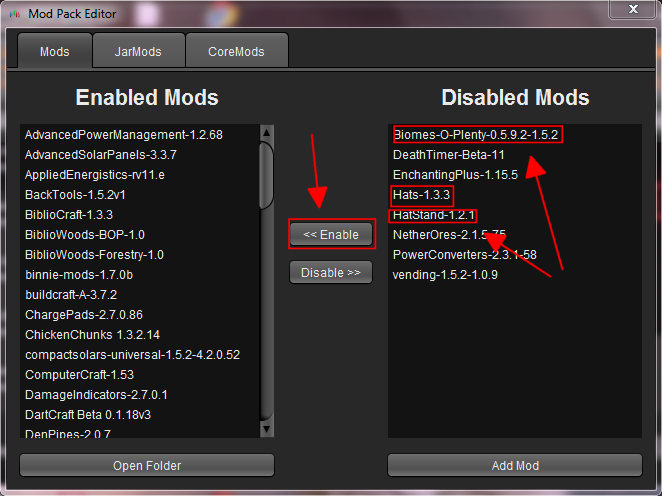 Mod Pack Editor
Mods
JarMods
CoreMods
Enabled Mods
AdvancedPowerManagement-1.2.68
AdvancedSolarPanels-3.3.7
AppliedEnergistics-rv11.e
BackTools-1.5.2v1
BiblioCraft-1.3.3
BiblioWoods-BOP-1.0
BiblioWoods-Forestry-1.0
binnie-mods-1.7.0b
buildcraft-A-3.7.2
ChargePads-2.7.0.86
ChickenChunks 1.3.2.14
compactsolars-universal-1.5.2-4.2.0.52
ComputerCraft-1.53
DamageIndicators-2.7.0.1
DartCraft Beta 0.1.18v3
DenPipes-2.0.7
Open Folder
<< Enable
Disable >>
Disabled Mods
Biomes-O-Plenty-0.5.9.2-1.5.2
DeathTimer-Beta-11
EnchantingPlus-1.15.5
Hats-1.3.3
HatStand-1.2.1
NetherOres-2.1.5-75
PowerConverters-2.3.1-58
vending-1.5.2-1.0.9
Add Mod